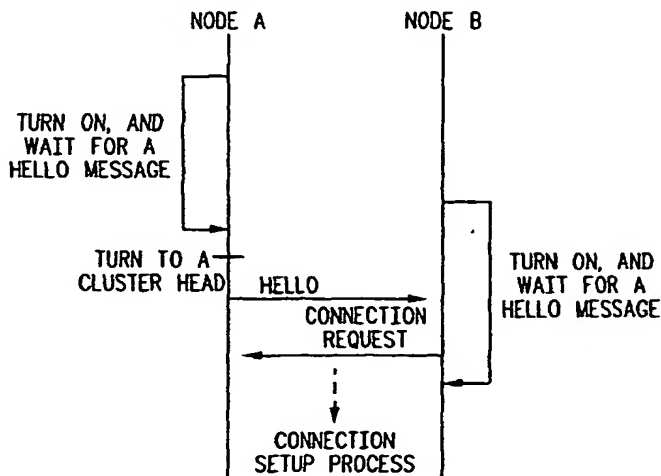 NODE A
NODE B
TURN ON, AND
WAIT FOR A
HELLO MESSAGE
TURN TO A
CLUSTER HEAD
HELLO
CONNECTION
REQUEST
TURN ON, AND
WAIT FOR A
HELLO MESSAGE
CONNECTION
SETUP PROCESS